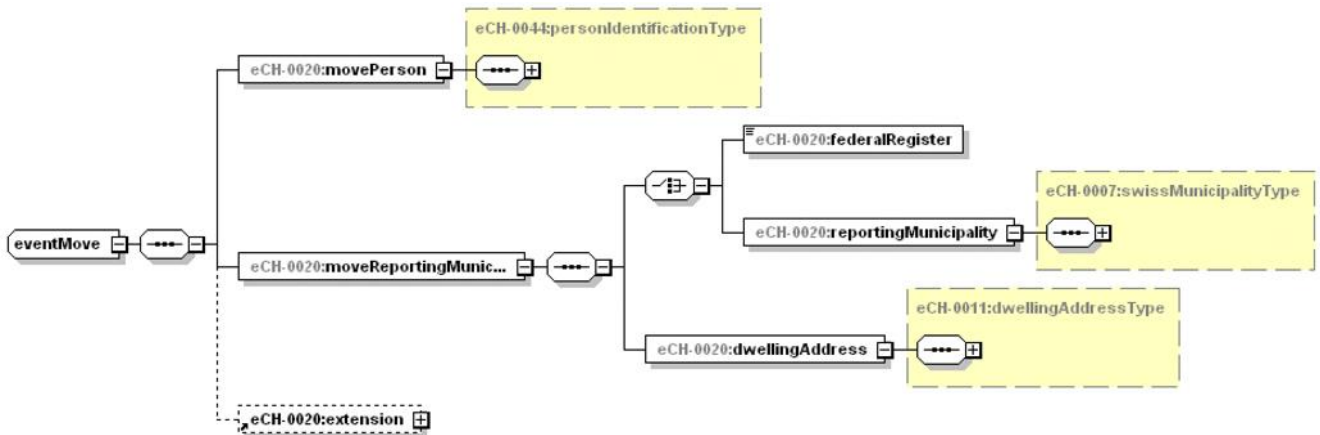 eCH-0044:personIdentificationType
eCH-0020:movePerson
eCH-0020:federalRegister
eCH-0007:swissMunicipalityType
eCH-0020:reportingMunicipality
eventMove
eCH-0020:moveReportingMunic...
eCH-0011:dwellingAddressType
eCH-0020:dwellingAddress
eCH-0020:extension